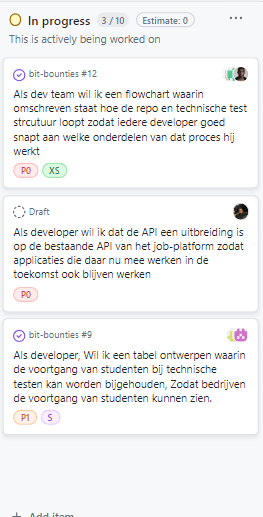 In progress 3 / 10 Estimate: 0 ...
This is actively being worked on
bit-bounties #12
Als dev team wil ik een flowchart waarin
omschreven staat hoe de repo en technische test
strcutuur loopt zodat iedere developer goed
snapt aan welke onderdelen van dat proces hij
werkt
P0 XS
Draft
Als developer wil ik dat de API een uitbreiding is
op de bestaande API van het job-platform zodat
applicaties die daar nu mee werken in de
toekomst ook blijven werken
P0
bit-bounties #9
Als developer, Wil ik een tabel ontwerpen waarin
de voortgang van studenten bij technische
testen kan worden bijgehouden, Zodat bedrijven
de voortgang van studenten kunnen zien.
P1 S
+ Add item